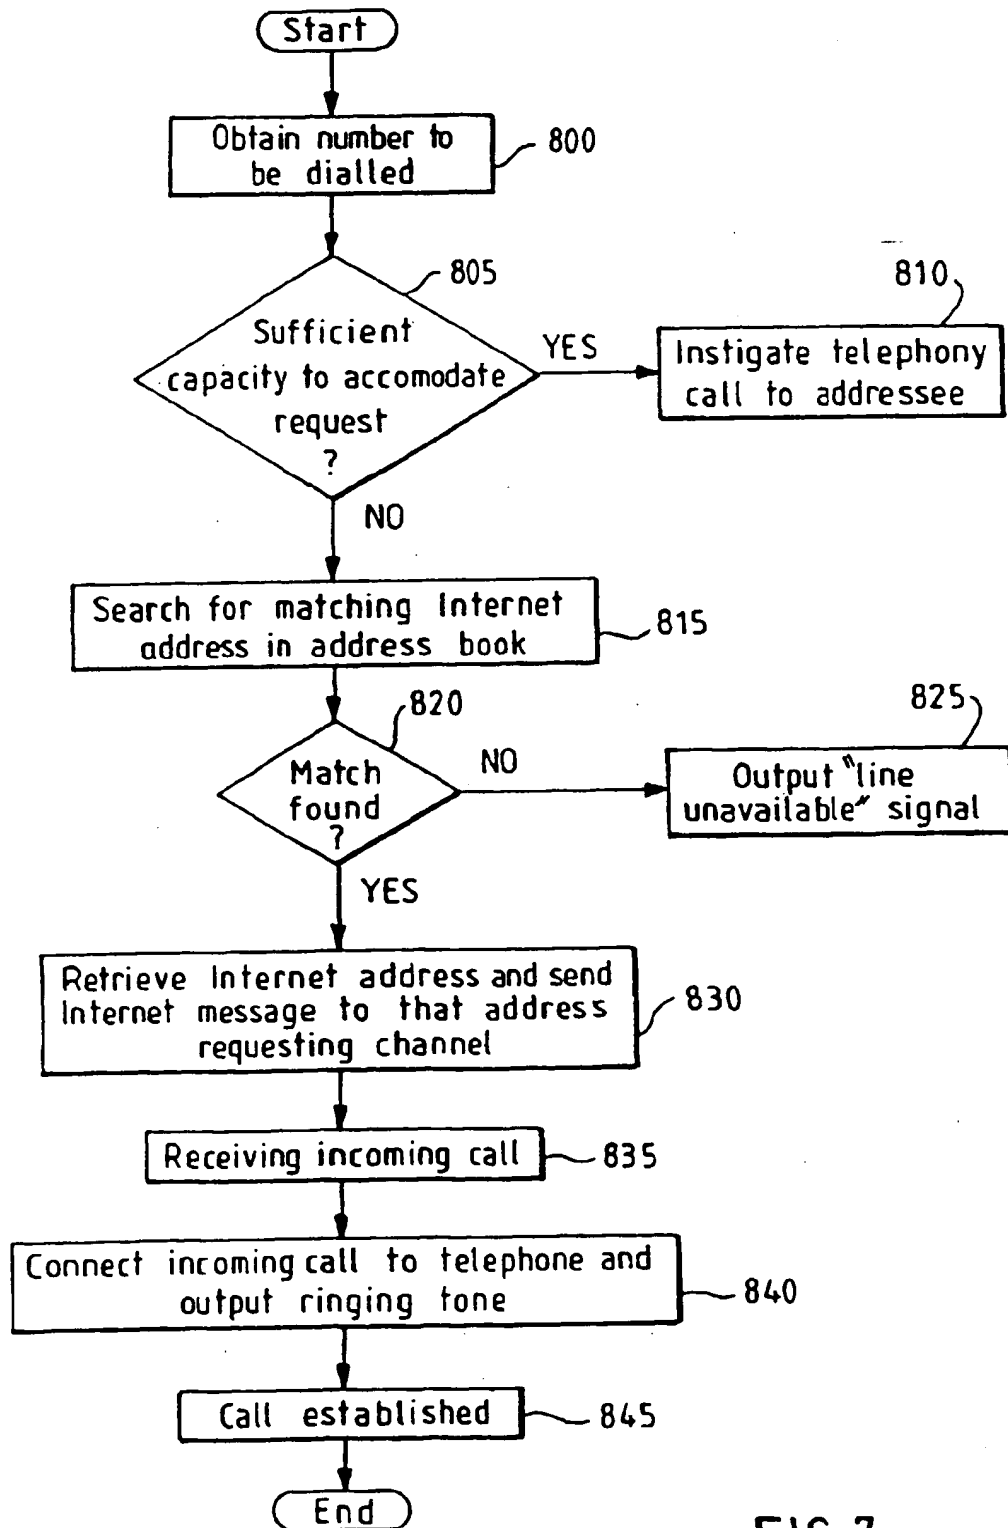 Start
Obtain number to
be dialled
800
805
Sufficient
capacity to accomodate
request
?
YES
810
Instigate telephony
call to addressee
NO
Search for matching Internet
address in address book
815
820
Match
found
?
NO
825
Output "line
unavailable" signal
YES
Retrieve Internet address and send
Internet message to that address
requesting channel
830
Receiving incoming call
835
Connect incoming call to telephone and
output ringing tone
840
Call established
845
End